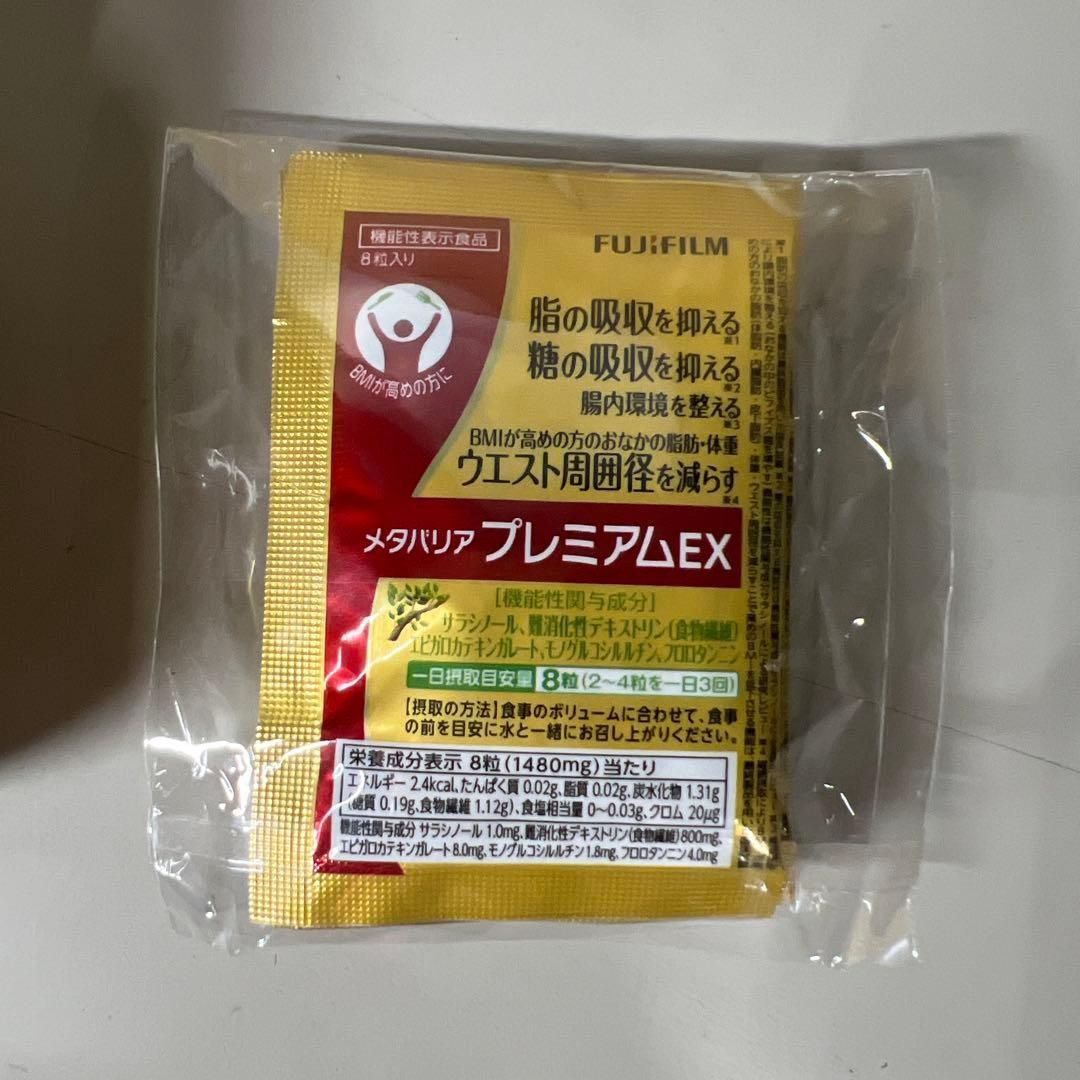 機能性表示食品
8粒入り
FUJIFILM
BMIが高めの方に
脂の吸収を抑える※1
糖の吸収を抑える※2
腸内環境を整える※3
BMIが高めの方のおなかの脂肪・体重
ウエスト周囲径を減らす※4
メタバリア プレミアムEX
[機能性関与成分]
サラシノール、難消化性デキストリン(食物繊維)
エピガロカテキンガレート、モノグルコシルルチン、フロロタンニン
一日摂取目安量 8粒(2〜4粒を一日3回)
【摂取の方法】食事のボリュームに合わせて、食事
の前を目安に水と一緒にお召し上がりください。
栄養成分表示 8粒(1480mg)当たり
エネルギー 2.4kcal、たんぱく質 0.02g、脂質 0.02g、炭水化物 1.31g
(糖質 0.19g、食物繊維 1.12g)、食塩相当量 0〜0.03g、クロム 20μg
機能性関与成分 サラシノール 1.0mg、難消化性デキストリン(食物繊維)800mg、
エピガロカテキンガレート 8.0mg、モノグルコシルルチン 1.8mg、フロロタンニン 4.0mg